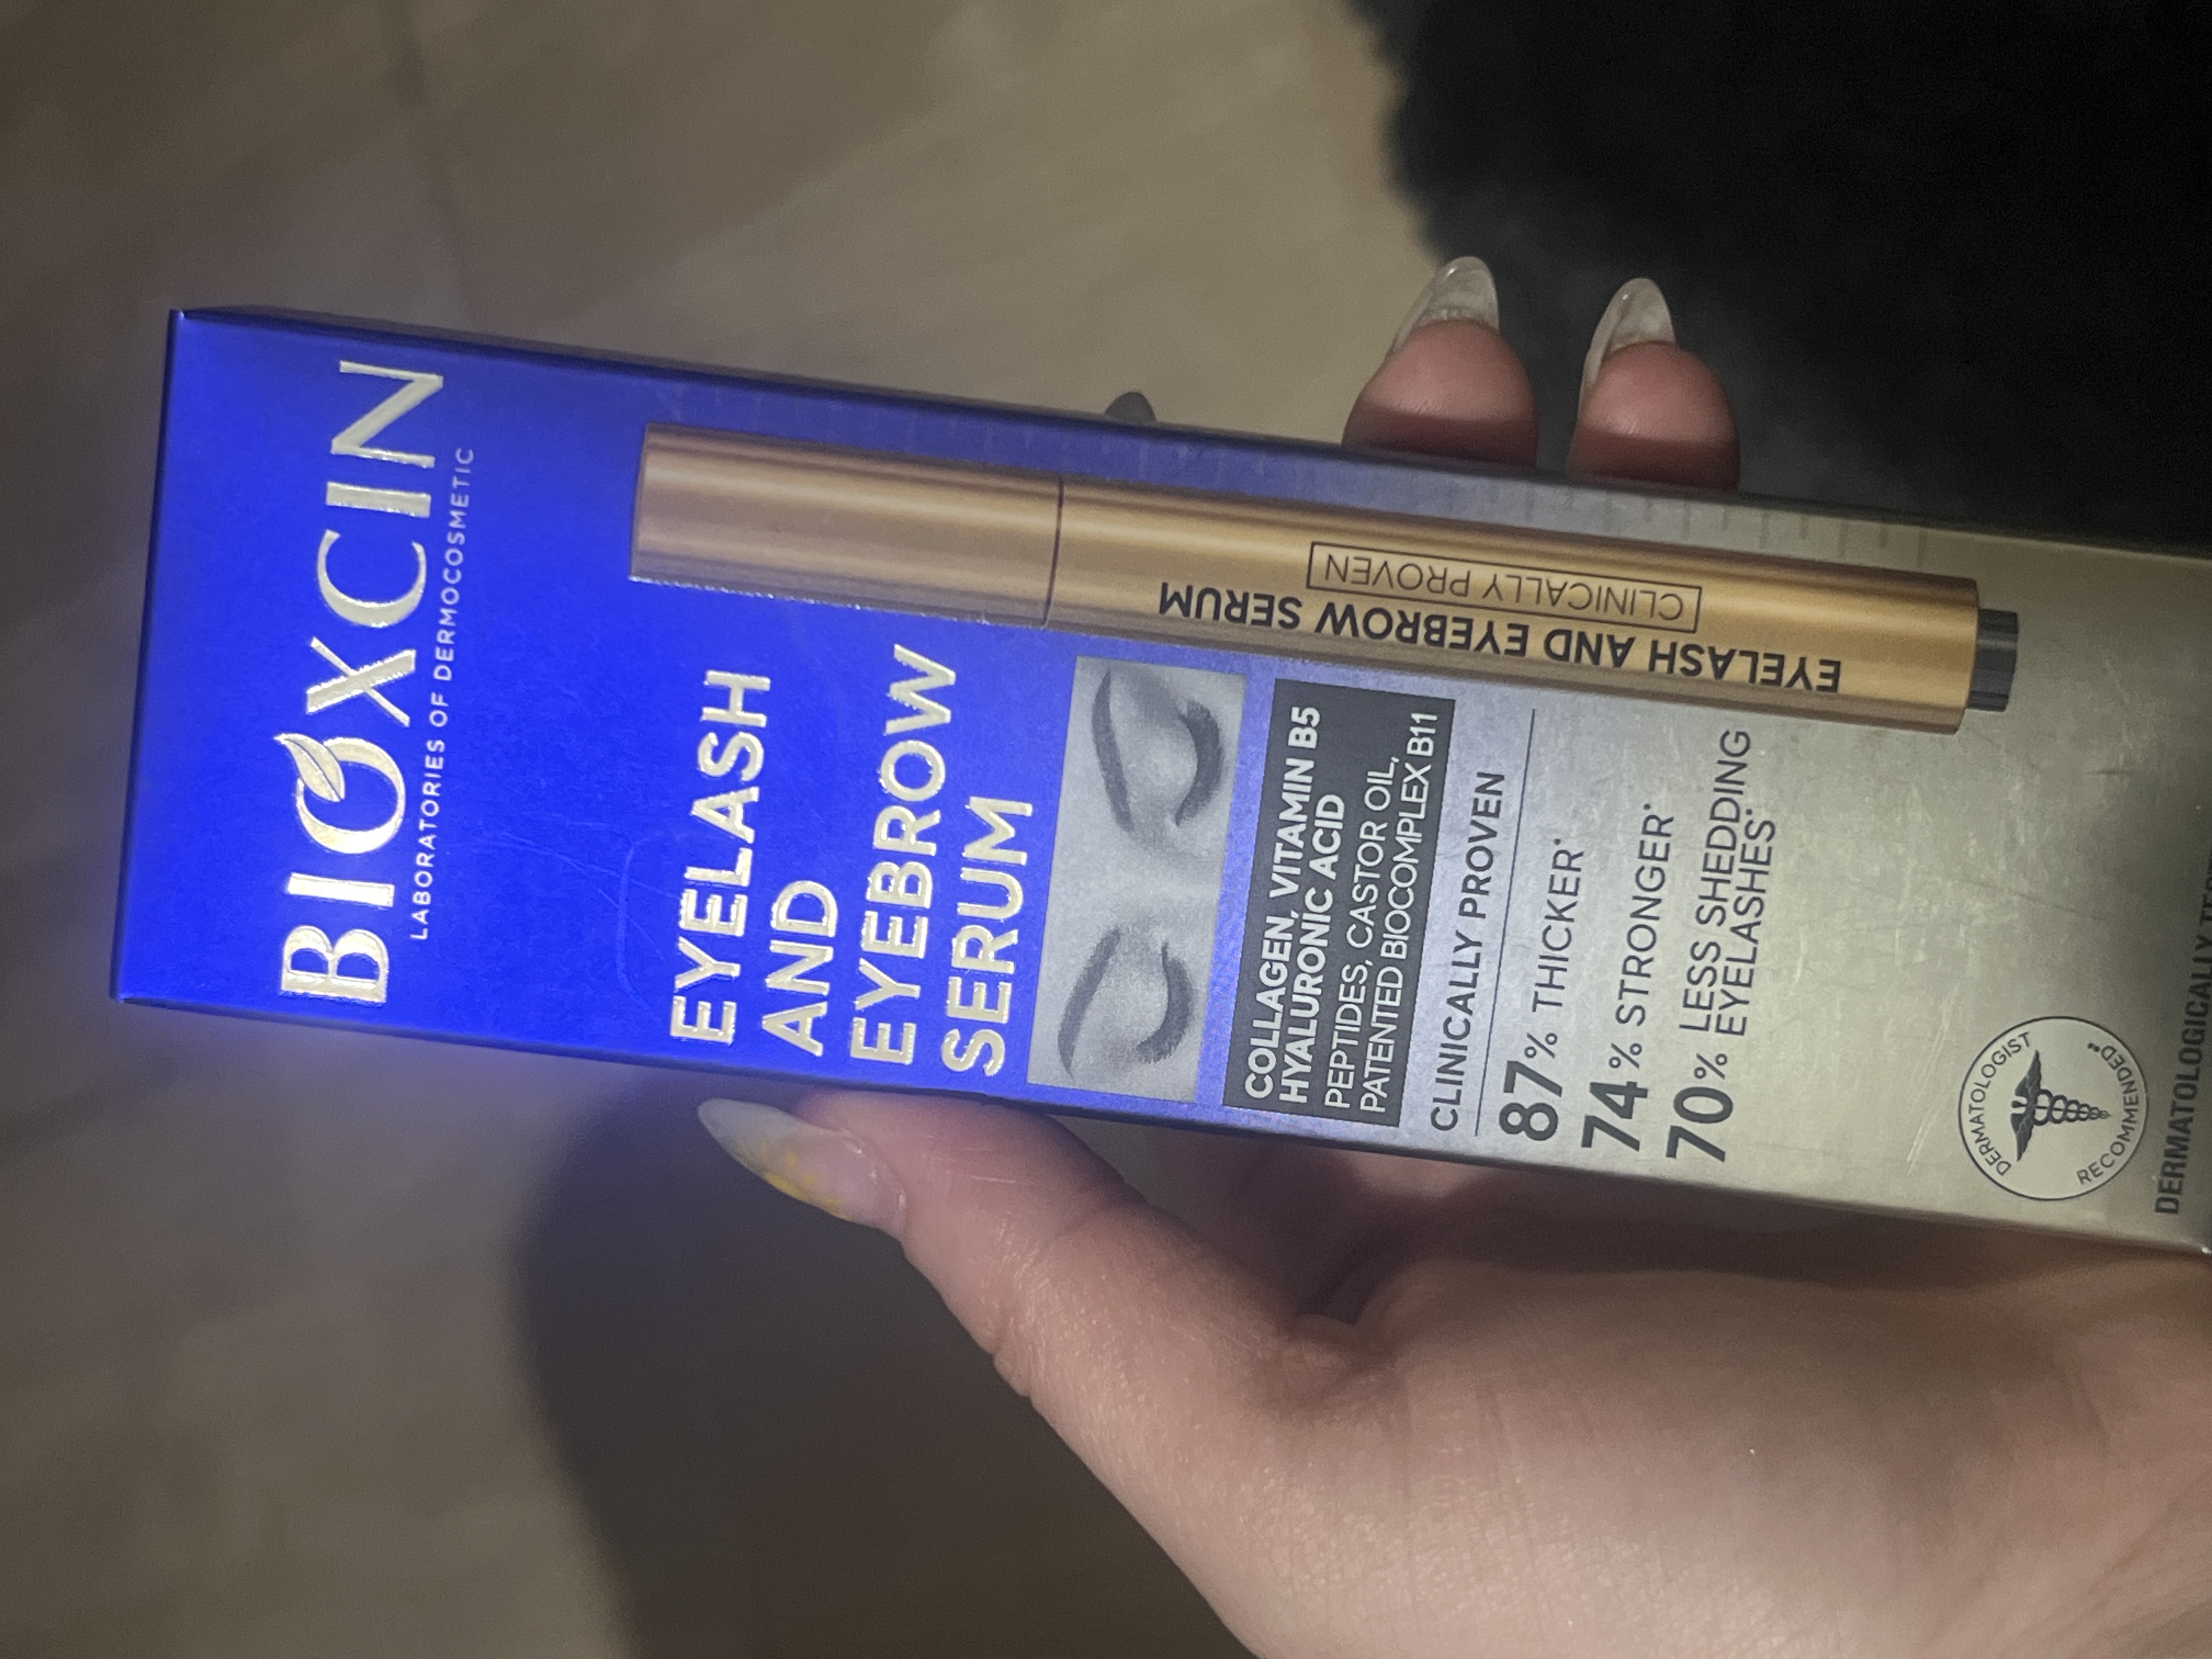 BIOXCIN
LABORATORIES OF DERMOCOSMETIC
EYELASH
AND
EYEBROW
SERUM
COLLAGEN, VITAMIN B5
HYALURONIC ACID
PEPTIDES, CASTOR OIL,
PATENTED BIOCOMPLEX B11
CLINICALLY PROVEN
87% THICKER*
74% STRONGER*
70% LESS SHEDDING
EYELASHES*
EYELASH AND EYEBROW SERUM
CLINICALLY PROVEN
DERMATOLOGIST
RECOMMENDED**
DERMATOLOGICALLY